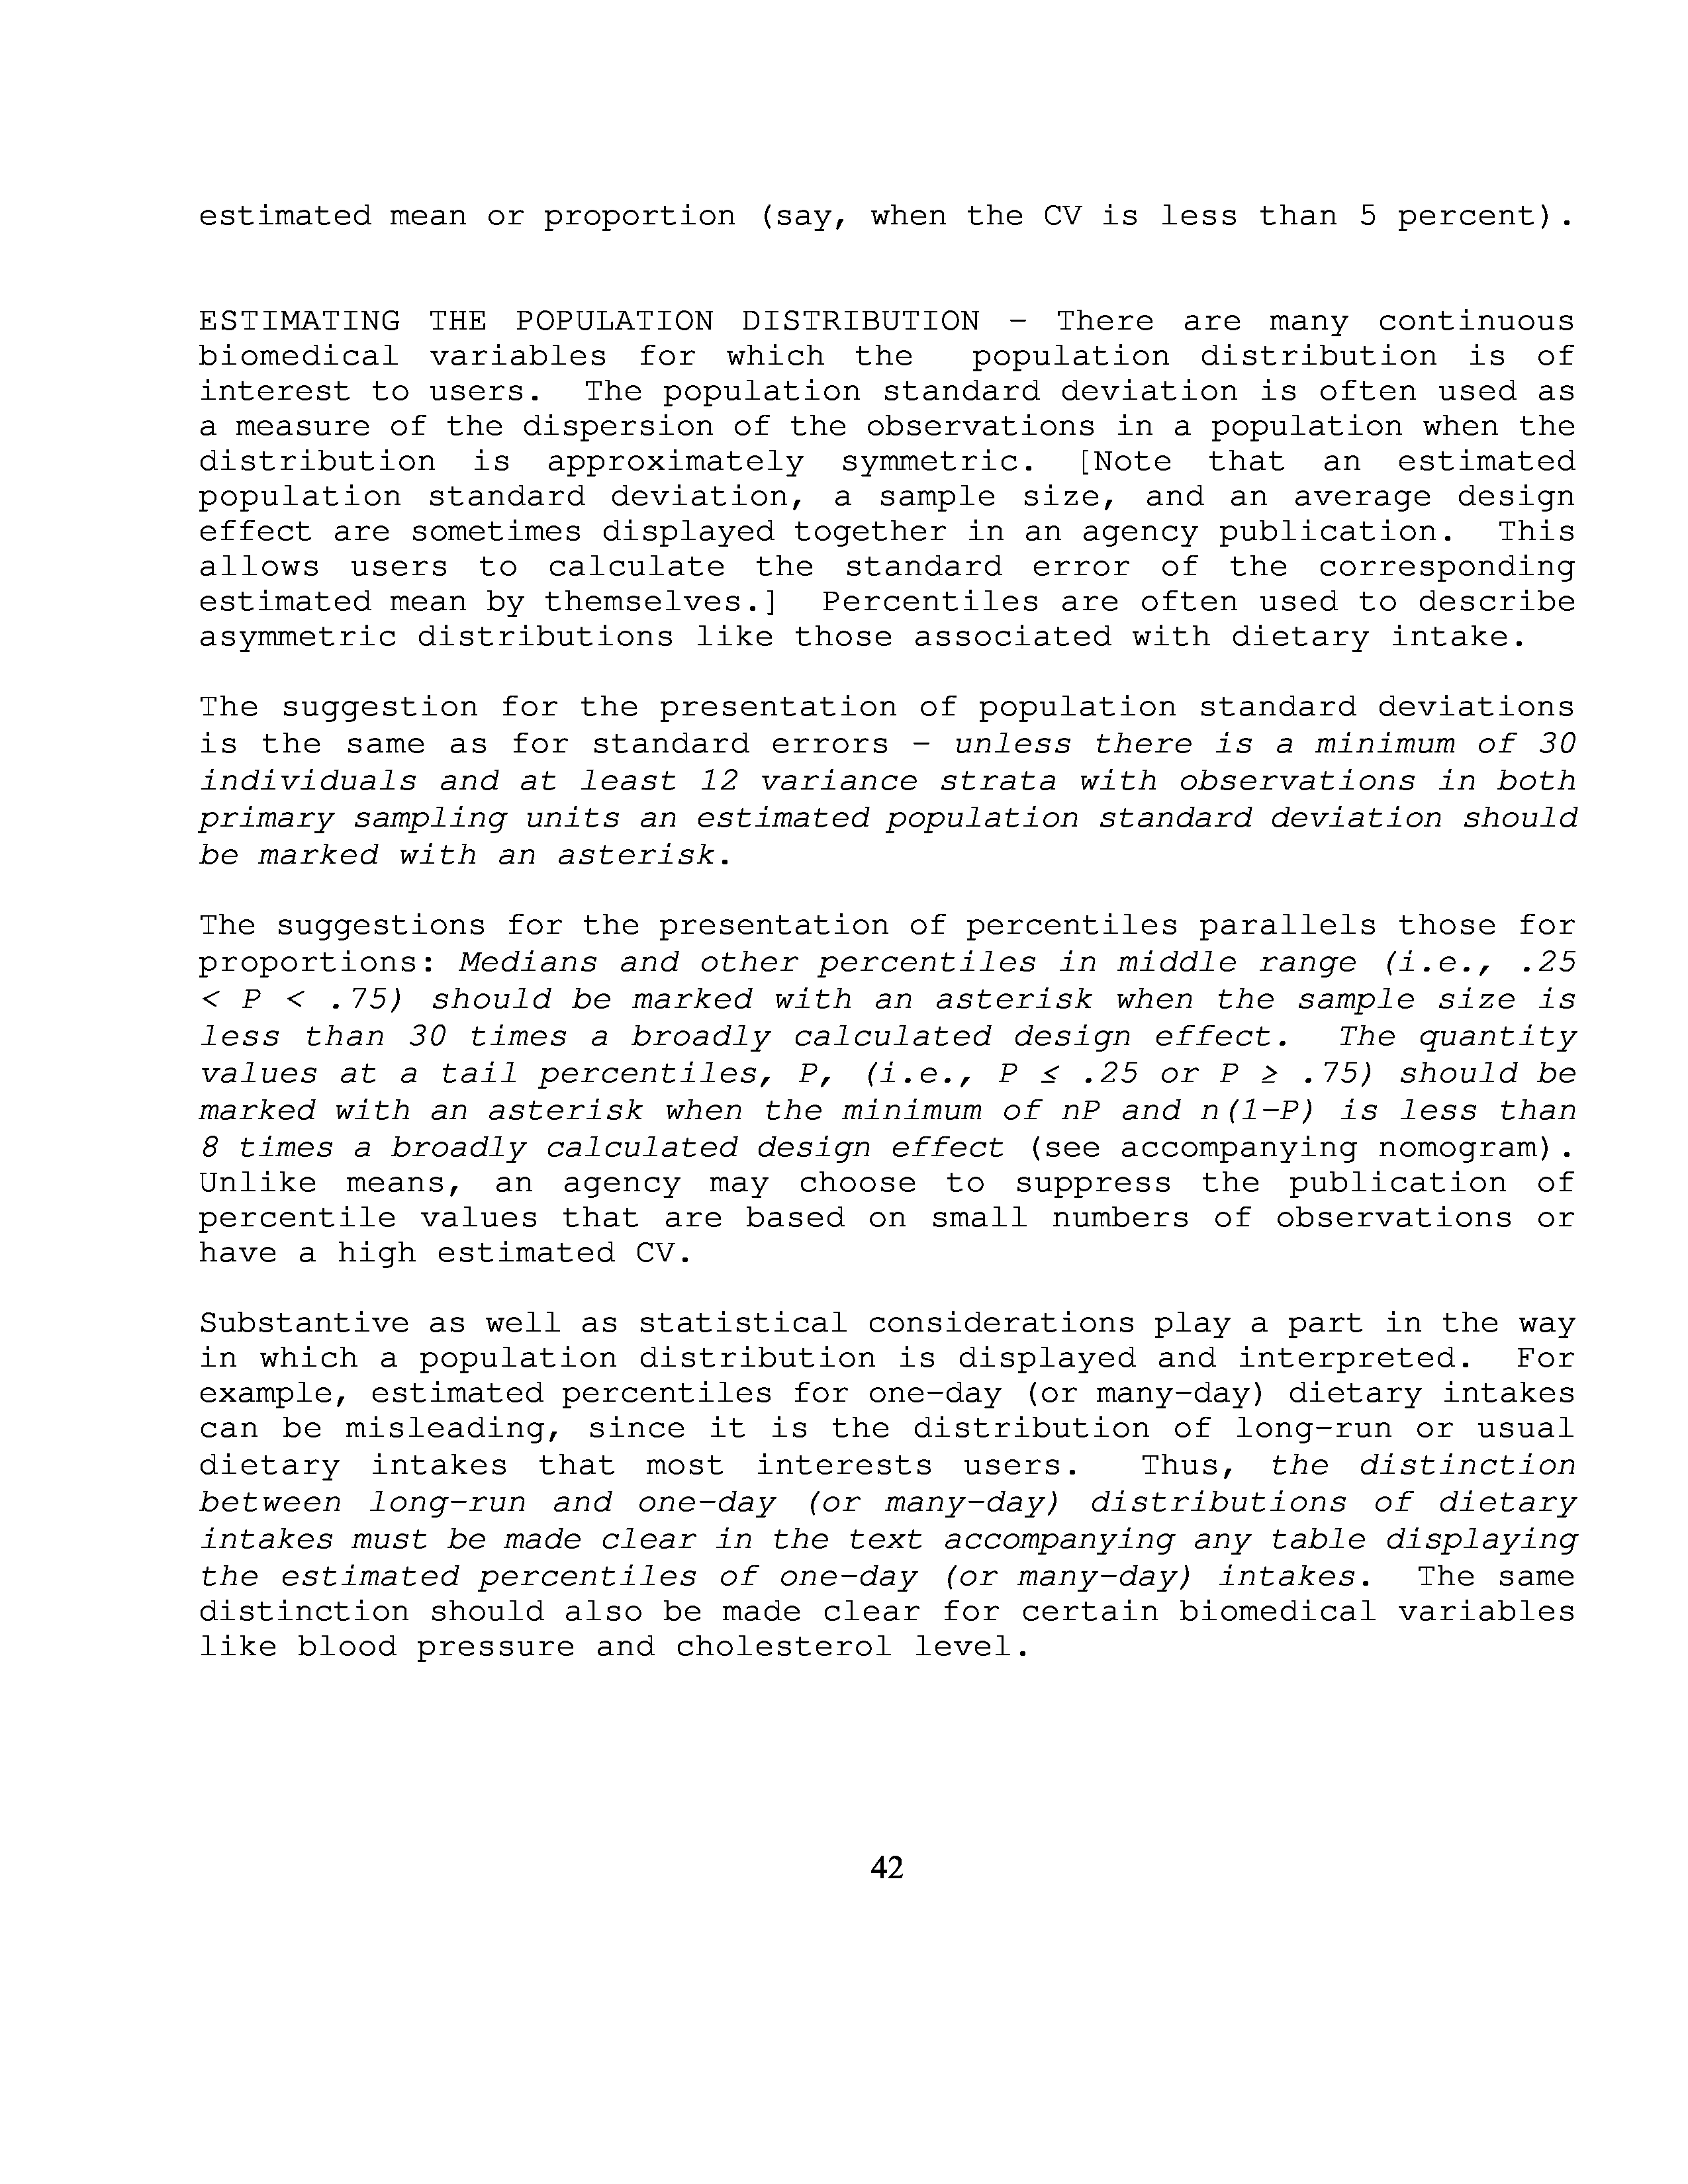 estimated mean or proportion (say, when the CV is less than 5 percent).
ESTIMATING THE POPULATION DISTRIBUTION – There are many continuous
biomedical variables for which the population distribution is of
interest to users. The population standard deviation is often used as
a measure of the dispersion of the observations in a population when the
distribution is approximately symmetric. [Note that an estimated
population standard deviation, a sample size, and an average design
effect are sometimes displayed together in an agency publication. This
allows users to calculate the standard error of the corresponding
estimated mean by themselves.] Percentiles are often used to describe
asymmetric distributions like those associated with dietary intake.
The suggestion for the presentation of population standard deviations
is the same as for standard errors – unless there is a minimum of 30
individuals and at least 12 variance strata with observations in both
primary sampling units an estimated population standard deviation should
be marked with an asterisk.
The suggestions for the presentation of percentiles parallels those for
proportions: Medians and other percentiles in middle range (i.e., .25
< P < .75) should be marked with an asterisk when the sample size is
less than 30 times a broadly calculated design effect. The quantity
values at a tail percentiles, P, (i.e., P ≤ .25 or P ≥ .75) should be
marked with an asterisk when the minimum of nP and n(1-P) is less than
8 times a broadly calculated design effect (see accompanying nomogram).
Unlike means, an agency may choose to suppress the publication of
percentile values that are based on small numbers of observations or
have a high estimated CV.
Substantive as well as statistical considerations play a part in the way
in which a population distribution is displayed and interpreted. For
example, estimated percentiles for one-day (or many-day) dietary intakes
can be misleading, since it is the distribution of long-run or usual
dietary intakes that most interests users. Thus, the distinction
between long-run and one-day (or many-day) distributions of dietary
intakes must be made clear in the text accompanying any table displaying
the estimated percentiles of one-day (or many-day) intakes. The same
distinction should also be made clear for certain biomedical variables
like blood pressure and cholesterol level.
42